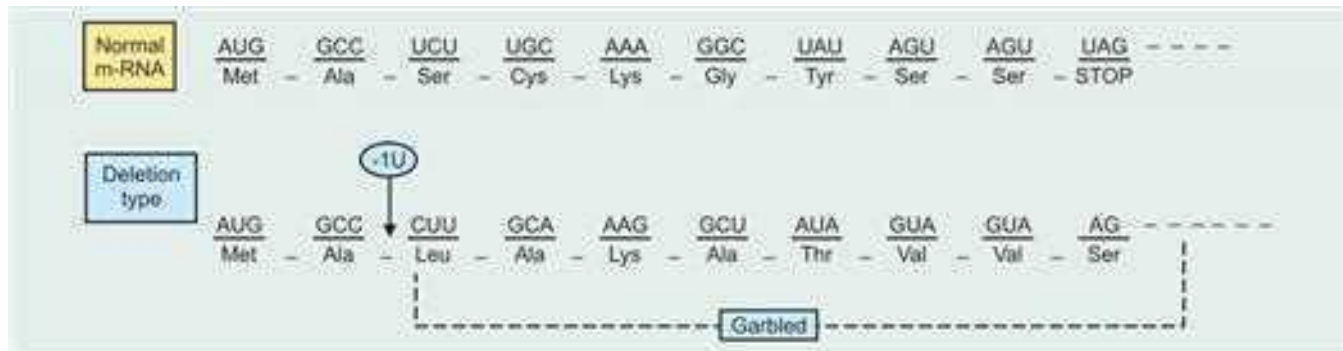 Normal m-RNA
AUG GCC UCU UGC AAA GGC UAU AGU AGU UAG - - - -
Met – Ala – Ser – Cys – Lys – Gly – Tyr – Ser – Ser – STOP
-1U
Deletion type
AUG GCC CUU GCA AAG GCU AUA GUA GUA AG
Met – Ala – Leu – Ala – Lys – Ala – Thr – Val – Val – Ser
Garbled